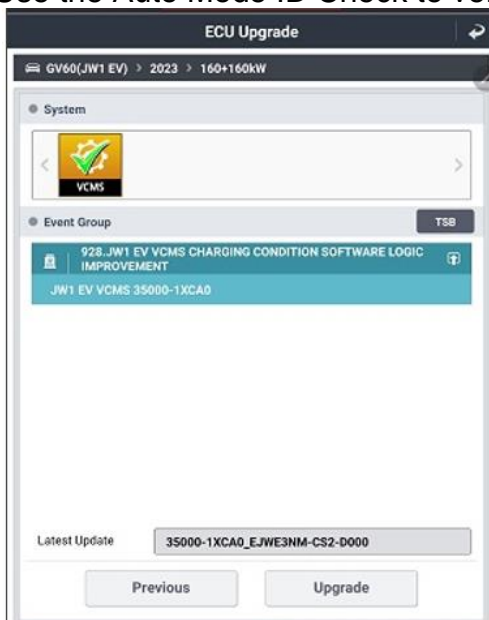 ECU Upgrade
GV60(JW1 EV) > 2023 > 160+160kW
System
VCMS
Event Group
TSB
928.JW1 EV VCMS CHARGING CONDITION SOFTWARE LOGIC
IMPROVEMENT
JW1 EV VCMS 35000-1XCA0
Latest Update
35000-1XCA0_EJWE3NM-CS2-D000
Previous
Upgrade